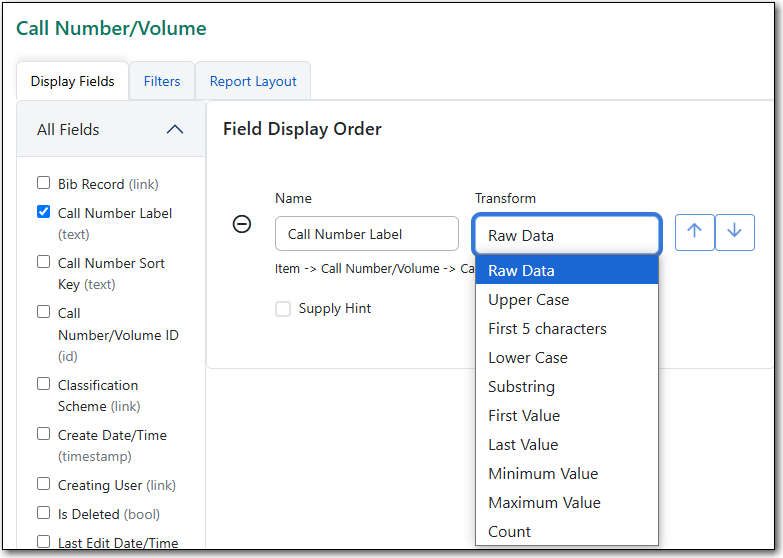 Call Number/Volume
Display Fields
Filters
Report Layout
All Fields
Bib Record (link)
Call Number Label
(text)
Call Number Sort
Key (text)
Call
Number/Volume ID
(id)
Classification
Scheme (link)
Create Date/Time
(timestamp)
Creating User (link)
Is Deleted (bool)
Last Edit Date/Time
Field Display Order
Name
Transform
Call Number Label
Raw Data
Item -> Call Number/Volume -> Ca
Supply Hint
Raw Data
Upper Case
First 5 characters
Lower Case
Substring
First Value
Last Value
Minimum Value
Maximum Value
Count